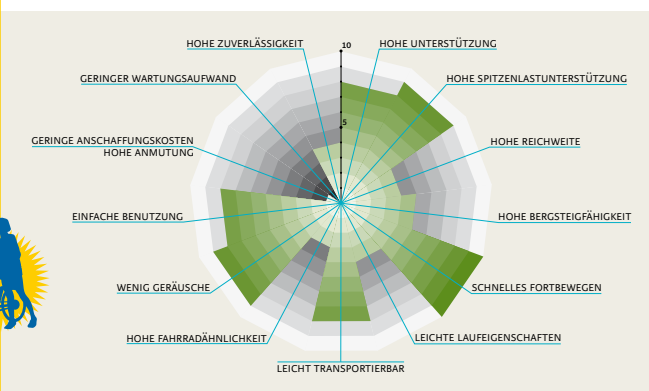 HOHE ZUVERLÄSSIGKEIT
10
HOHE UNTERSTÜTZUNG
GERINGER WARTUNGSAUFWAND
HOHE SPITZENLASTUNTERSTÜTZUNG
5
GERINGE ANSCHAFFUNGSKOSTEN
HOHE ANMUTUNG
HOHE REICHWEITE
EINFACHE BENUTZUNG
HOHE BERGSTEIGFÄHIGKEIT
WENIG GERÄUSCHE
SCHNELLES FORTBEWEGEN
HOHE FAHRRADÄHNLICHKEIT
LEICHTE LAUFEIGENSCHAFTEN
LEICHT TRANSPORTIERBAR